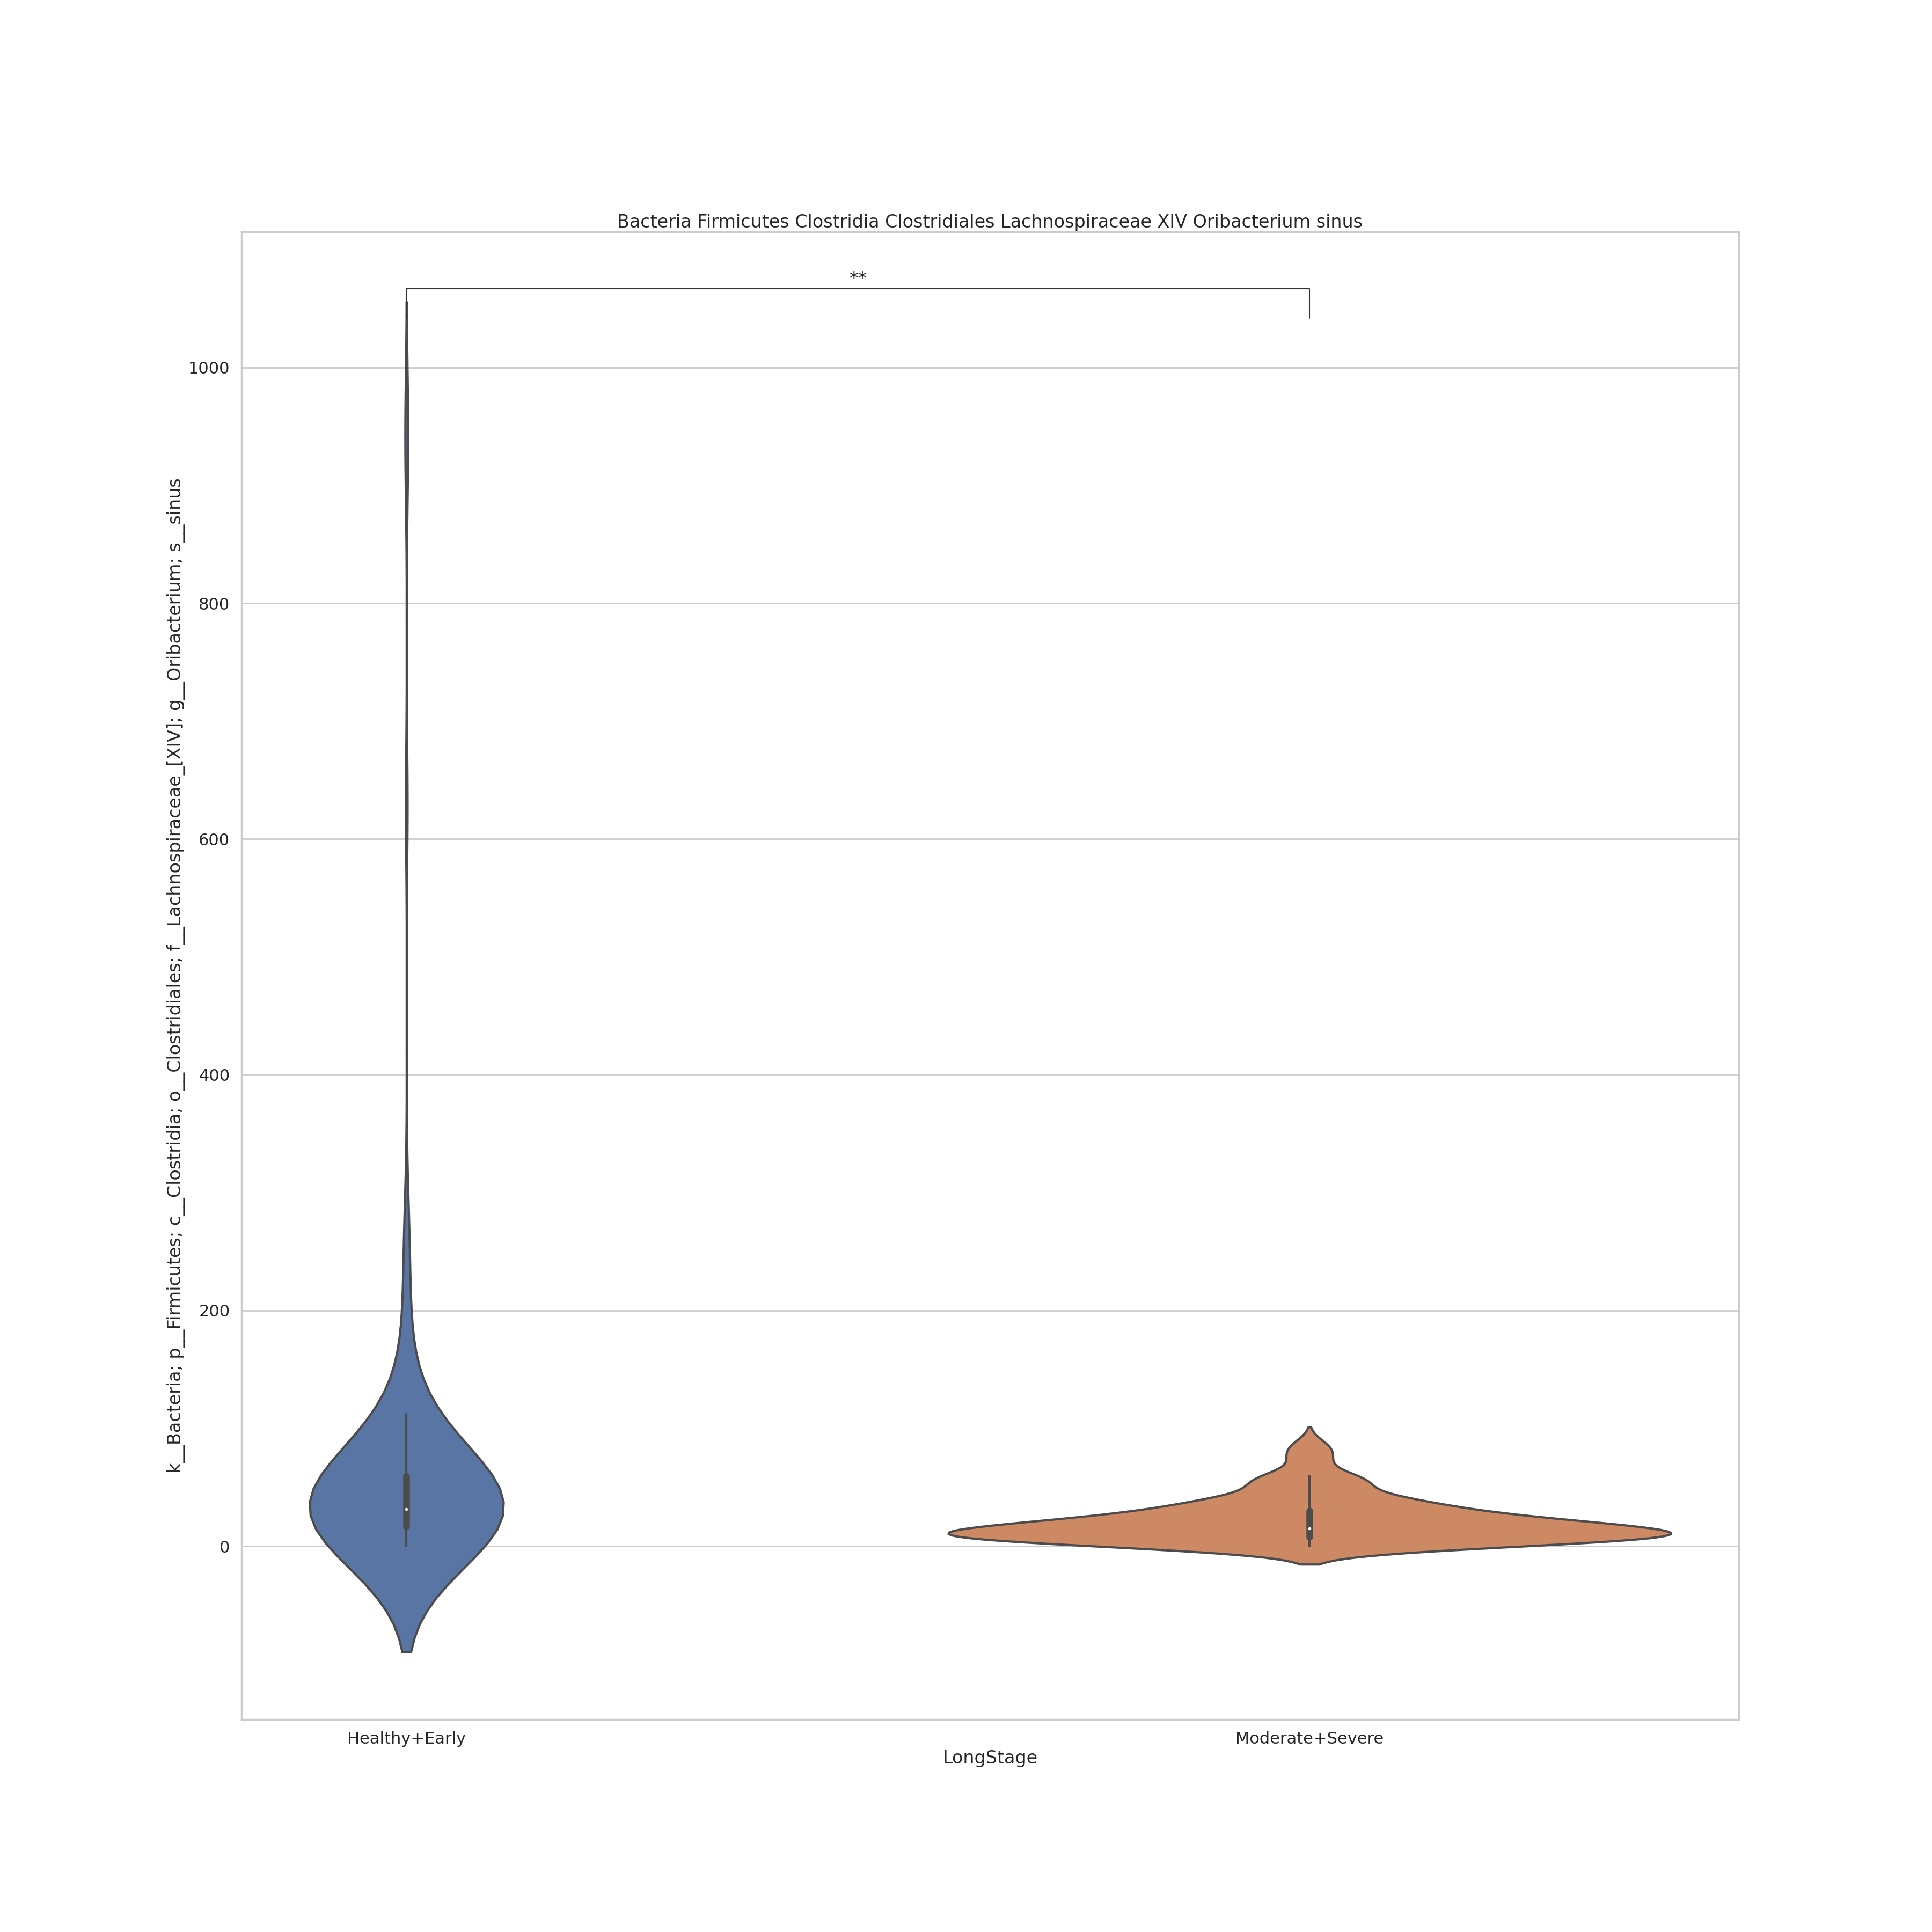 Bacteria Firmicutes Clostridia Clostridiales Lachnospiraceae XIV Oribacterium sinus
**
k__Bacteria; p__Firmicutes; c__Clostridia; o__Clostridiales; f__Lachnospiraceae_[XIV]; g__Oribacterium; s__sinus
1000
800
600
400
200
0
Healthy+Early
Moderate+Severe
LongStage